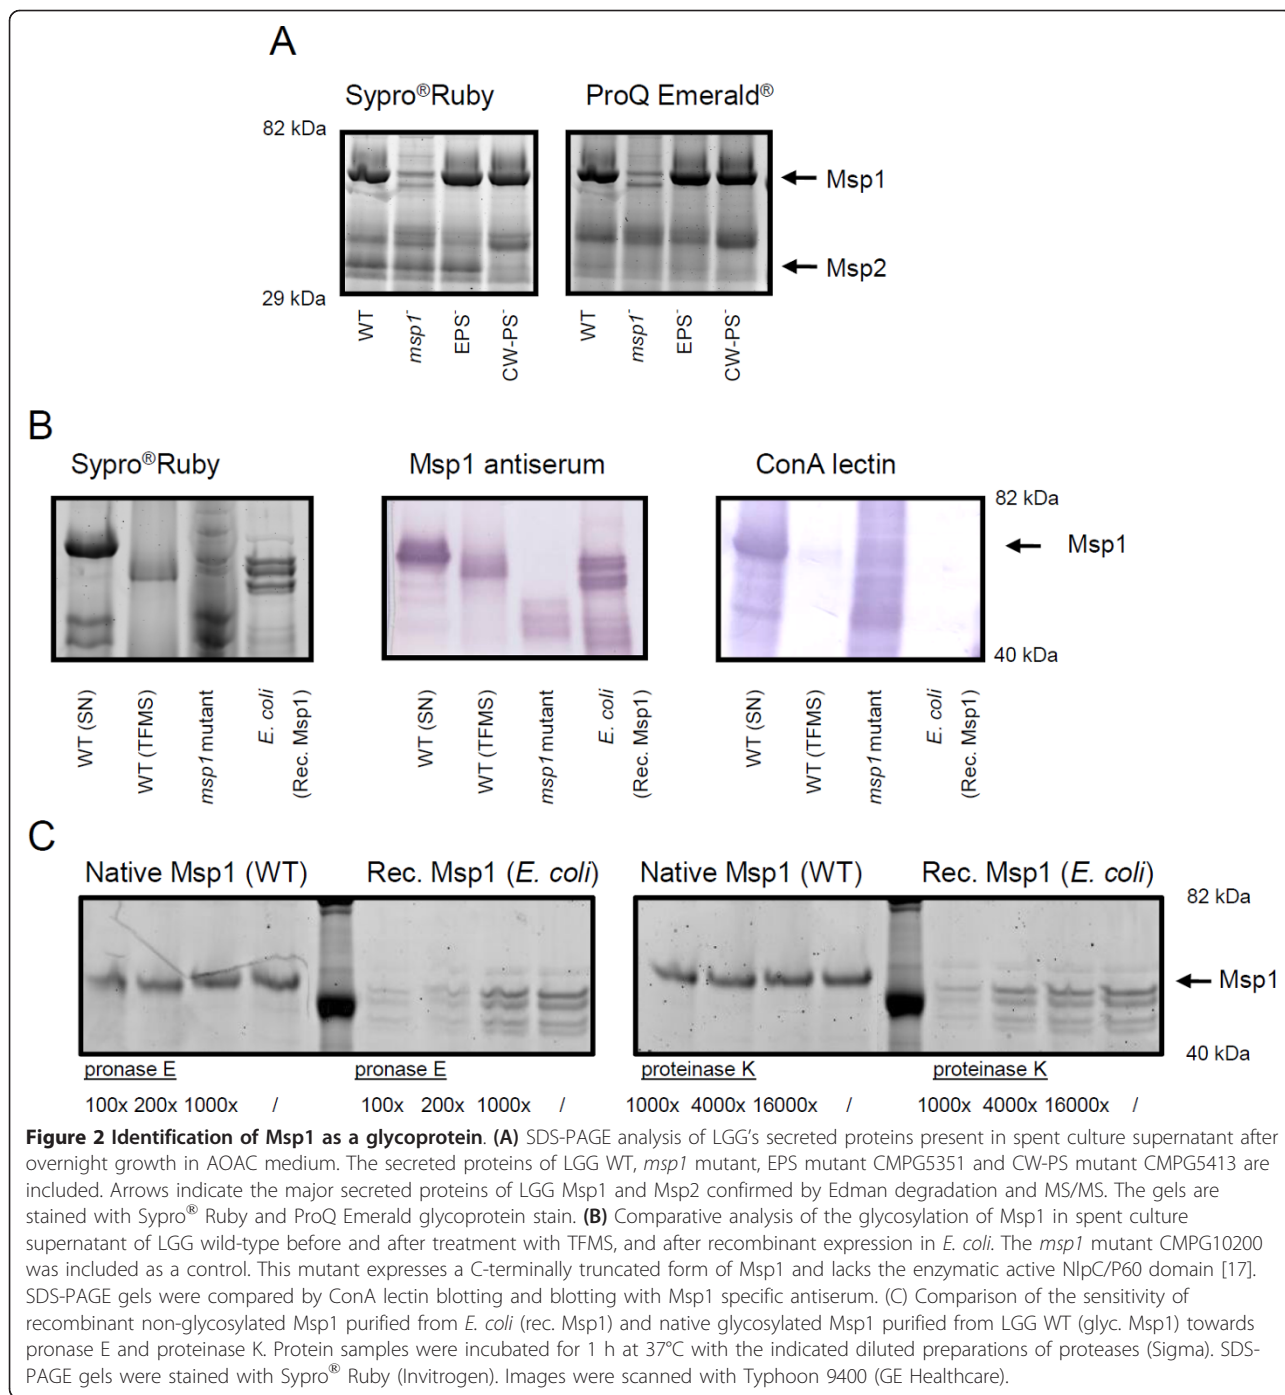 A
Sypro®Ruby
ProQ Emerald®
82 kDa
Msp1
Msp2
29 kDa
WT
msp1-
EPS-
CW-PS-
WT
msp1-
EPS-
CW-PS-
B
Sypro®Ruby
Msp1 antiserum
ConA lectin
82 kDa
Msp1
40 kDa
WT (SN)
WT (TFMS)
msp1 mutant
E. coli
(Rec. Msp1)
WT (SN)
WT (TFMS)
msp1 mutant
E. coli
(Rec. Msp1)
WT (SN)
WT (TFMS)
msp1 mutant
E. coli
(Rec. Msp1)
C
Native Msp1 (WT)
Rec. Msp1 (E. coli)
Native Msp1 (WT)
Rec. Msp1 (E. coli)
82 kDa
Msp1
40 kDa
pronase E
pronase E
proteinase K
proteinase K
100x 200x 1000x /
100x 200x 1000x /
1000x 4000x 16000x /
1000x 4000x 16000x /
Figure 2 Identification of Msp1 as a glycoprotein. (A) SDS-PAGE analysis of LGG's secreted proteins present in spent culture supernatant after
overnight growth in AOAC medium. The secreted proteins of LGG WT, msp1 mutant, EPS mutant CMPG5351 and CW-PS mutant CMPG5413 are
included. Arrows indicate the major secreted proteins of LGG Msp1 and Msp2 confirmed by Edman degradation and MS/MS. The gels are
stained with Sypro® Ruby and ProQ Emerald glycoprotein stain. (B) Comparative analysis of the glycosylation of Msp1 in spent culture
supernatant of LGG wild-type before and after treatment with TFMS, and after recombinant expression in E. coli. The msp1 mutant CMPG10200
was included as a control. This mutant expresses a C-terminally truncated form of Msp1 and lacks the enzymatic active NlpC/P60 domain [17].
SDS-PAGE gels were compared by ConA lectin blotting and blotting with Msp1 specific antiserum. (C) Comparison of the sensitivity of
recombinant non-glycosylated Msp1 purified from E. coli (rec. Msp1) and native glycosylated Msp1 purified from LGG WT (glyc. Msp1) towards
pronase E and proteinase K. Protein samples were incubated for 1 h at 37°C with the indicated diluted preparations of proteases (Sigma). SDS-
PAGE gels were stained with Sypro® Ruby (Invitrogen). Images were scanned with Typhoon 9400 (GE Healthcare).